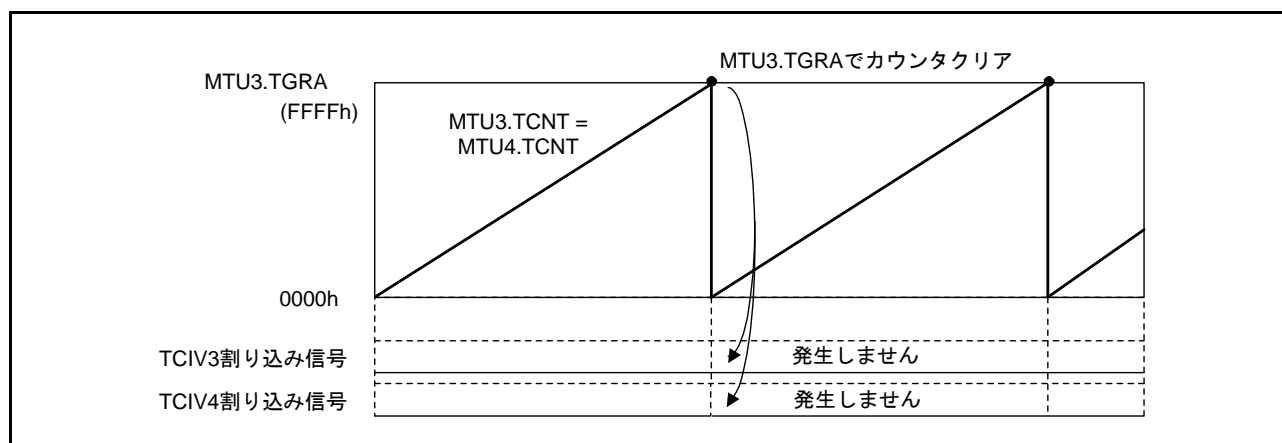 MTU3.TGRAでカウンタクリア
MTU3.TGRA
(FFFFh)
MTU3.TCNT =
MTU4.TCNT
0000h
TCIV3割り込み信号
発生しません
TCIV4割り込み信号
発生しません